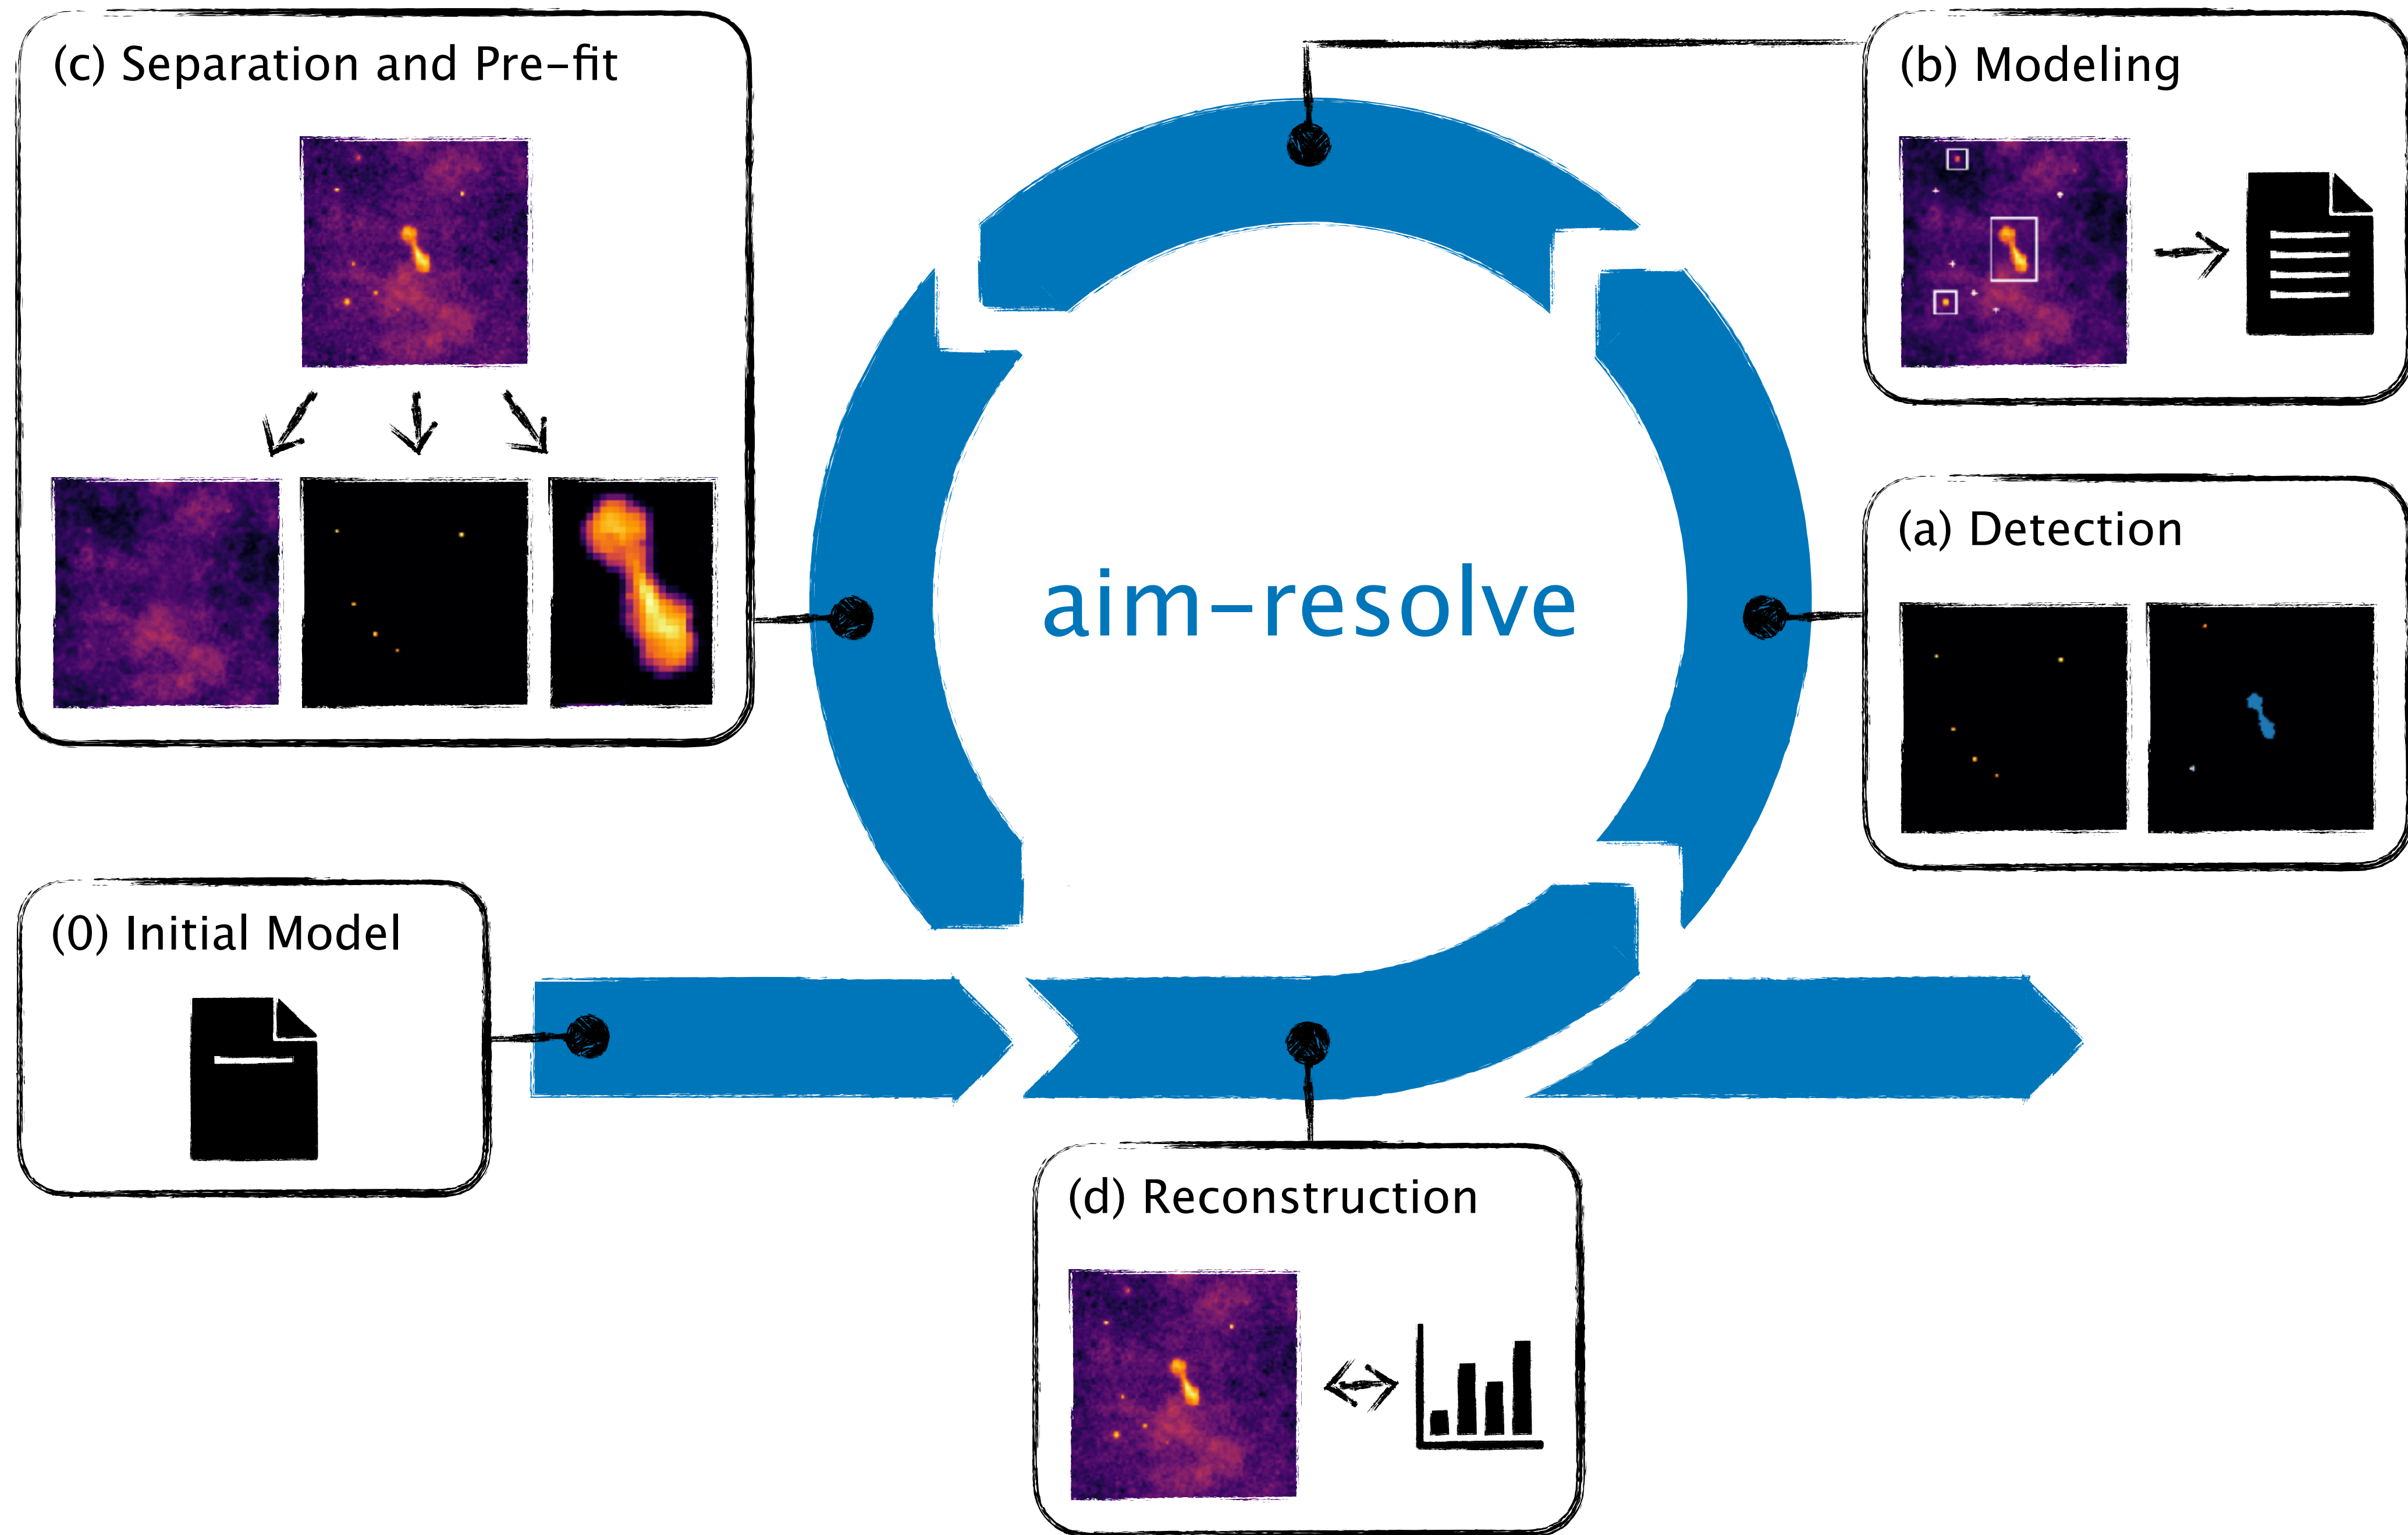 (c) Separation and Pre-fit
(b) Modeling
aim-resolve
(a) Detection
(0) Initial Model
(d) Reconstruction